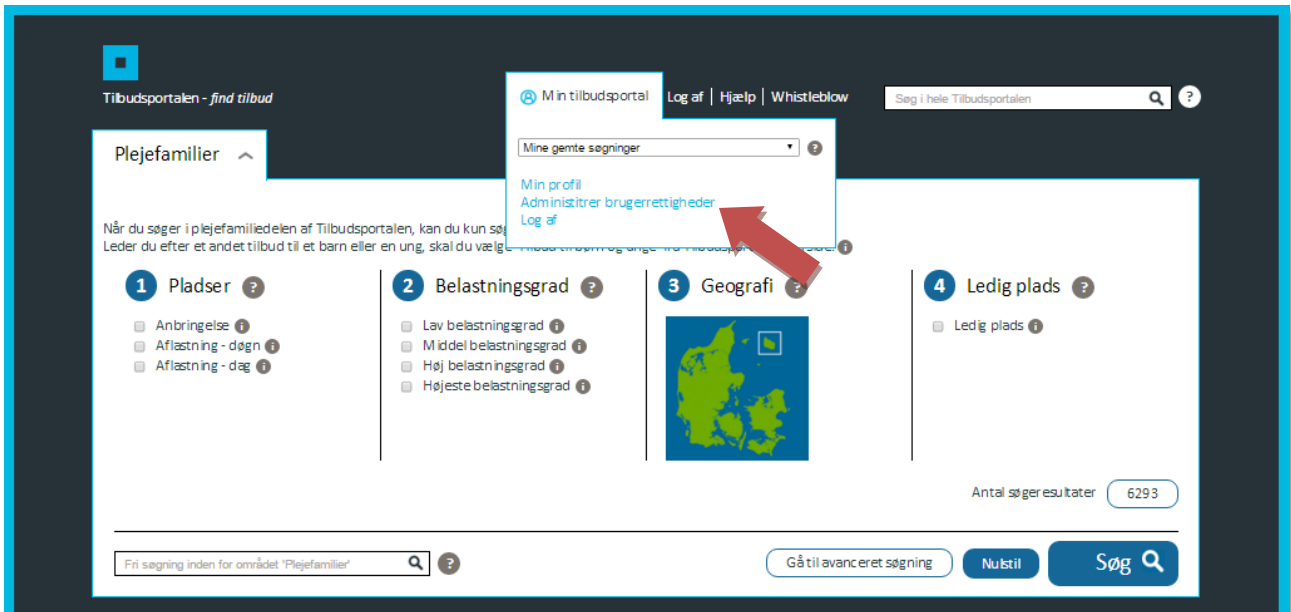 Tilbudsportalen - find tilbud
Min tilbudsportal
Log af | Hjælp | Whistleblow
Søg i hele Tilbudsportalen
?
Plejefamilier
Mine gemte søgninger
?
Min profil
Administitrer brugerrettigheder
Log af
Når du søger i plejefamiliedelen af Tilbudsportalen, kan du kun søg
Leder du efter et andet tilbud til et barn eller en ung, skal du vælge
1 Pladser ?
Anbringelse i
Aflastning - døgn i
Aflastning - dag i
2 Belastningsgrad ?
Lav belastningsgrad i
Middel belastningsgrad i
Høj belastningsgrad i
Højeste belastningsgrad i
3 Geografi ?
4 Ledig plads ?
Ledig plads i
Antal søgeresultater 6293
Fri søgning inden for området 'Plejefamilier'
?
Gå til avanceret søgning
Nulstil
Søg